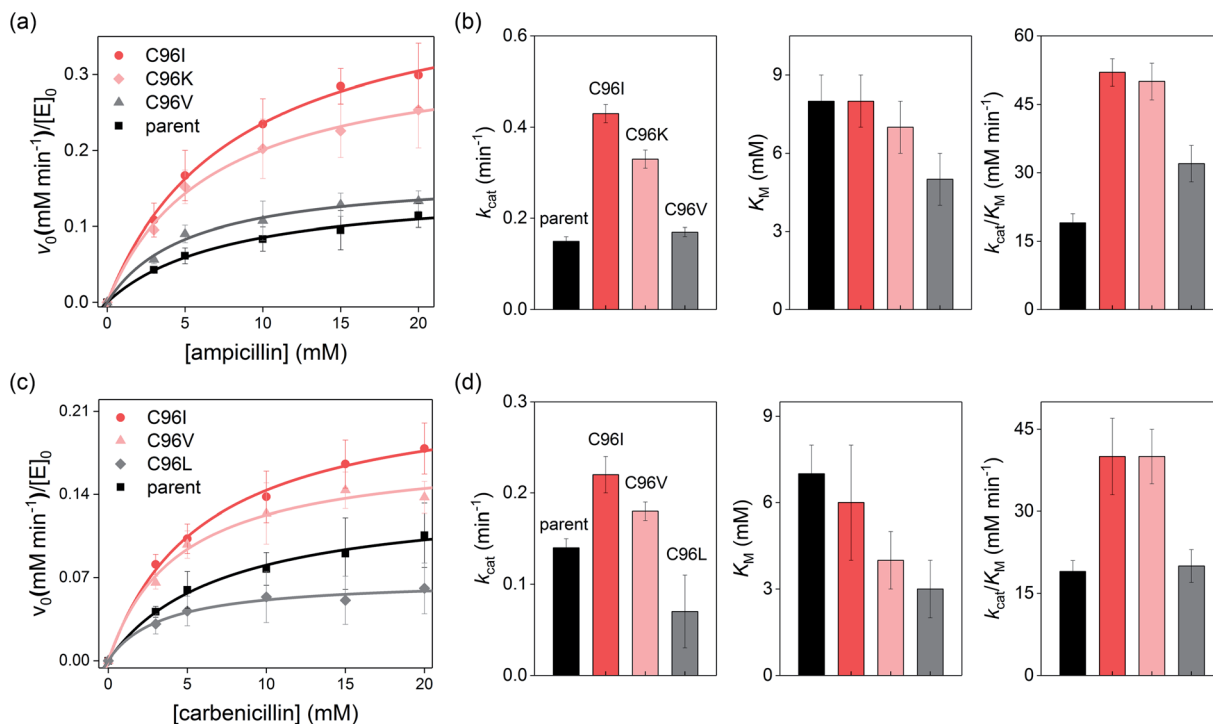 (a)
C96I
C96K
C96V
parent
v₀(mM min⁻¹)/[E]₀
0.3
0.2
0.1
0.0
0 5 10 15 20
[ampicillin] (mM)
(b)
kcat (min⁻¹)
0.6
0.4
0.2
0.0
parent
C96I
C96K
C96V
KM (mM)
9
6
3
0
kcat/KM (mM min⁻¹)
60
45
30
15
0
(c)
C96I
C96V
C96L
parent
v₀(mM min⁻¹)/[E]₀
0.21
0.14
0.07
0.00
0 5 10 15 20
[carbenicillin] (mM)
(d)
kcat (min⁻¹)
0.3
0.2
0.1
0.0
parent
C96I
C96V
C96L
KM (mM)
9
6
3
0
kcat/KM (mM min⁻¹)
45
30
15
0